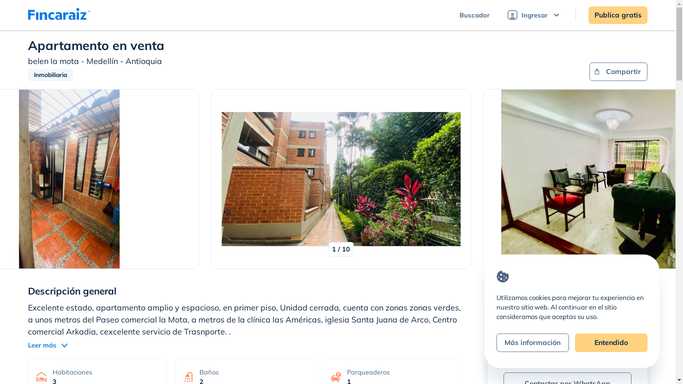 Fincaraiz
Buscador
Ingresar
Publica gratis
Apartamento en venta
belen la mota - Medellín - Antioquia
Inmobiliaria
Compartir
1 / 10
Descripción general
Excelente estado, apartamento amplio y espacioso, en primer piso, Unidad cerrada, cuenta con zonas zonas verdes,
a unos metros del Paseo comercial la Mota, a metros de la clínica las Américas, iglesia Santa Juana de Arco, Centro
comercial Arkadia, cexcelente servicio de Trasnporte. .
Leer más
Habitaciones
3
Baños
2
Parqueaderos
1
Utilizamos cookies para mejorar tu experiencia en
nuestro sitio web. Al continuar en el sitio
consideramos que aceptas su uso.
Más información
Entendido
Contactar por WhatsApp